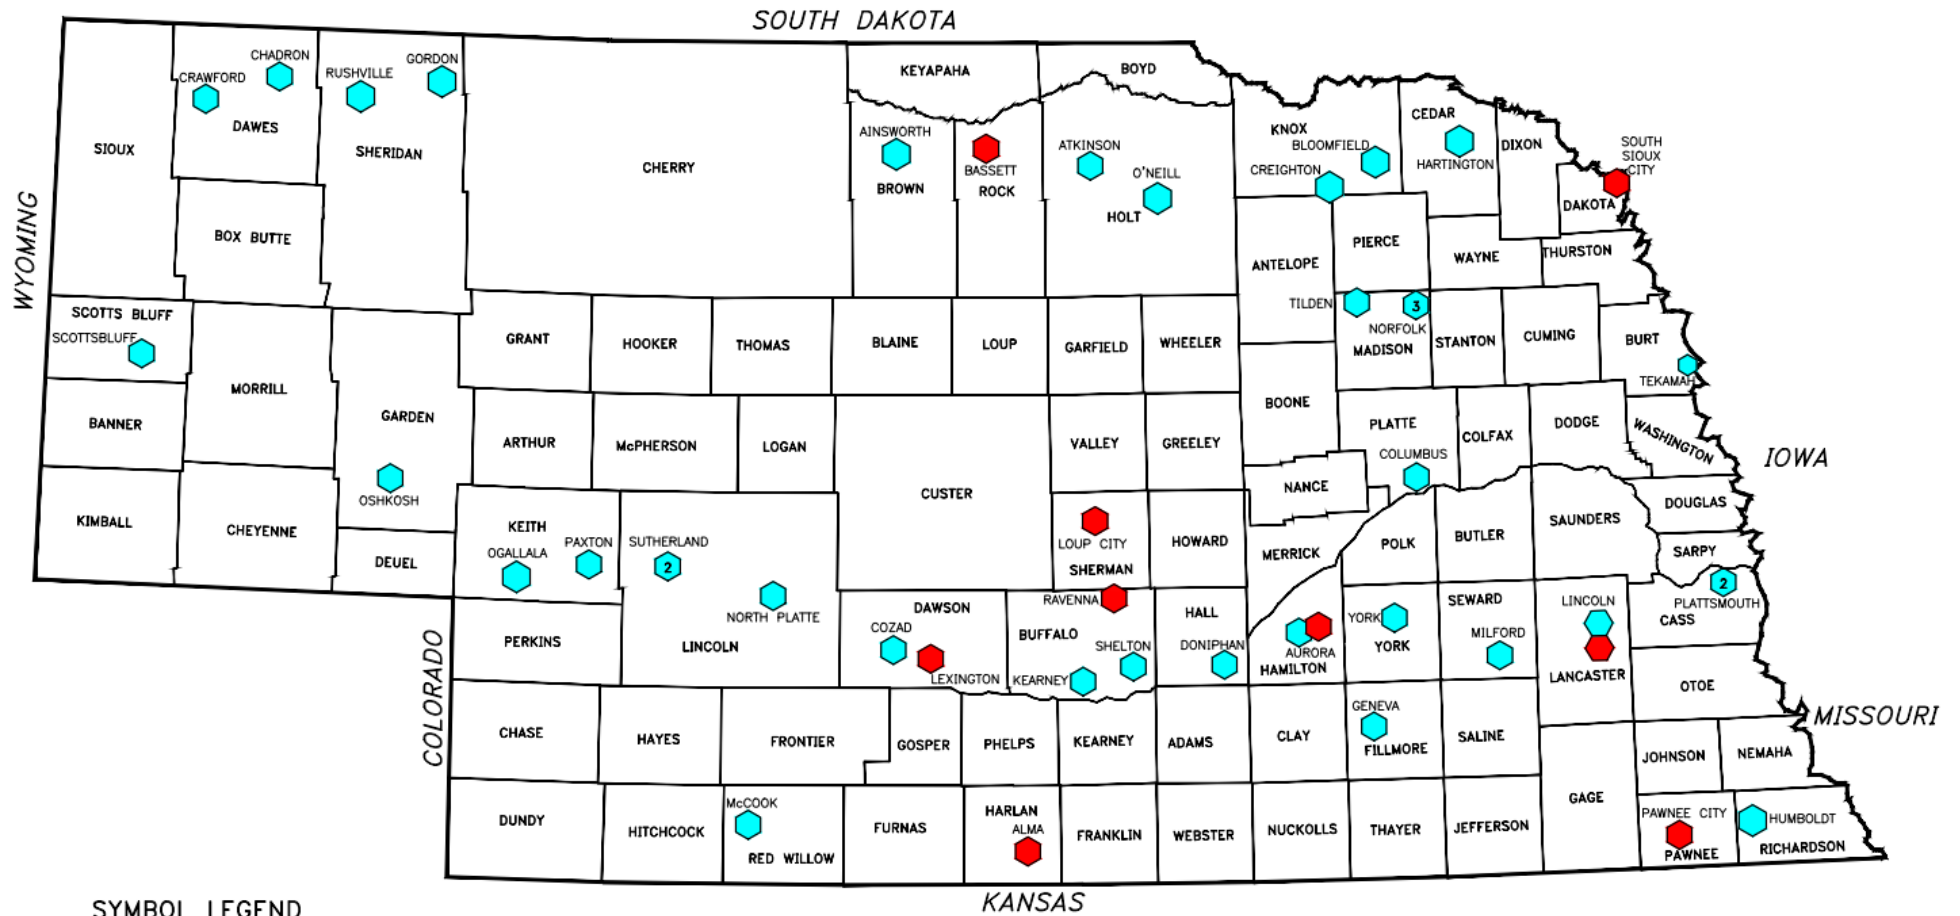 SOUTH DAKOTA
CHADRON
GORDON
CRAWFORD
RUSHVILLE
KEYAPAHA
BOYD
DAWES
SIOUX
SHERIDAN
CHERRY
AINSWORTH
BROWN
BASSETT
ROCK
ATKINSON
O'NEILL
HOLT
KNOX
BLOOMFIELD
CREIGHTON
CEDAR
HARTINGTON
DIXON
SOUTH
SIOUX
CITY
DAKOTA
WYOMING
BOX BUTTE
ANTELOPE
PIERCE
WAYNE
THURSTON
SCOTTS BLUFF
SCOTTSBLUFF
GRANT
HOOKER
THOMAS
BLAINE
LOUP
GARFIELD
WHEELER
TILDEN
3
NORFOLK
MADISON
STANTON
CUMING
BURT
TEKAMAH
MORRILL
GARDEN
BANNER
OSHKOSH
ARTHUR
McPHERSON
LOGAN
CUSTER
VALLEY
GREELEY
BOONE
PLATTE
COLUMBUS
COLFAX
DODGE
WASHINGTON
IOWA
KIMBALL
CHEYENNE
DEUEL
KEITH
OGALLALA
PAXTON
SUTHERLAND
2
NORTH PLATTE
LINCOLN
LOUP CITY
SHERMAN
HOWARD
NANCE
MERRICK
POLK
BUTLER
SAUNDERS
DOUGLAS
SARPY
2
PLATTSMOUTH
CASS
COLORADO
PERKINS
DAWSON
COZAD
LEXINGTON
RAVENNA
BUFFALO
SHELTON
KEARNEY
HALL
DONIPHAN
AURORA
HAMILTON
YORK
YORK
SEWARD
MILFORD
LINCOLN
LANCASTER
OTOE
MISSOURI
CHASE
HAYES
FRONTIER
GOSPER
PHELPS
KEARNEY
ADAMS
CLAY
GENEVA
FILLMORE
SALINE
JOHNSON
NEMAHA
DUNDY
HITCHCOCK
McCOOK
RED WILLOW
FURNAS
HARLAN
ALMA
FRANKLIN
WEBSTER
NUCKOLLS
THAYER
JEFFERSON
GAGE
PAWNEE CITY
PAWNEE
HUMBOLDT
RICHARDSON
KANSAS
SYMBOL LEGEND